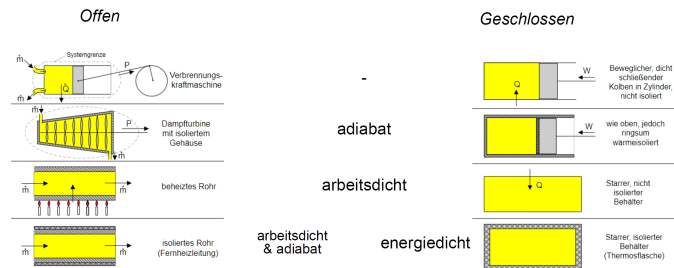 Offen
Geschlossen
Systemgrenze
ṁ
P
Verbrennungs-
kraftmaschine
Q
ṁ
-
Q
W
Beweglicher, dicht
schließender
Kolben in Zylinder,
nicht isoliert
ṁ
P
Dampfturbine
mit isoliertem
Gehäuse
ṁ
adiabat
W
wie oben, jedoch
ringsum
wärmeisoliert
ṁ
ṁ
beheiztes Rohr
arbeitsdicht
Q
Starrer, nicht
isolierter
Behälter
ṁ
ṁ
isoliertes Rohr
(Fernheizleitung)
arbeitsdicht
& adiabat
energiedicht
Starrer, isolierter
Behälter
(Thermosflasche)